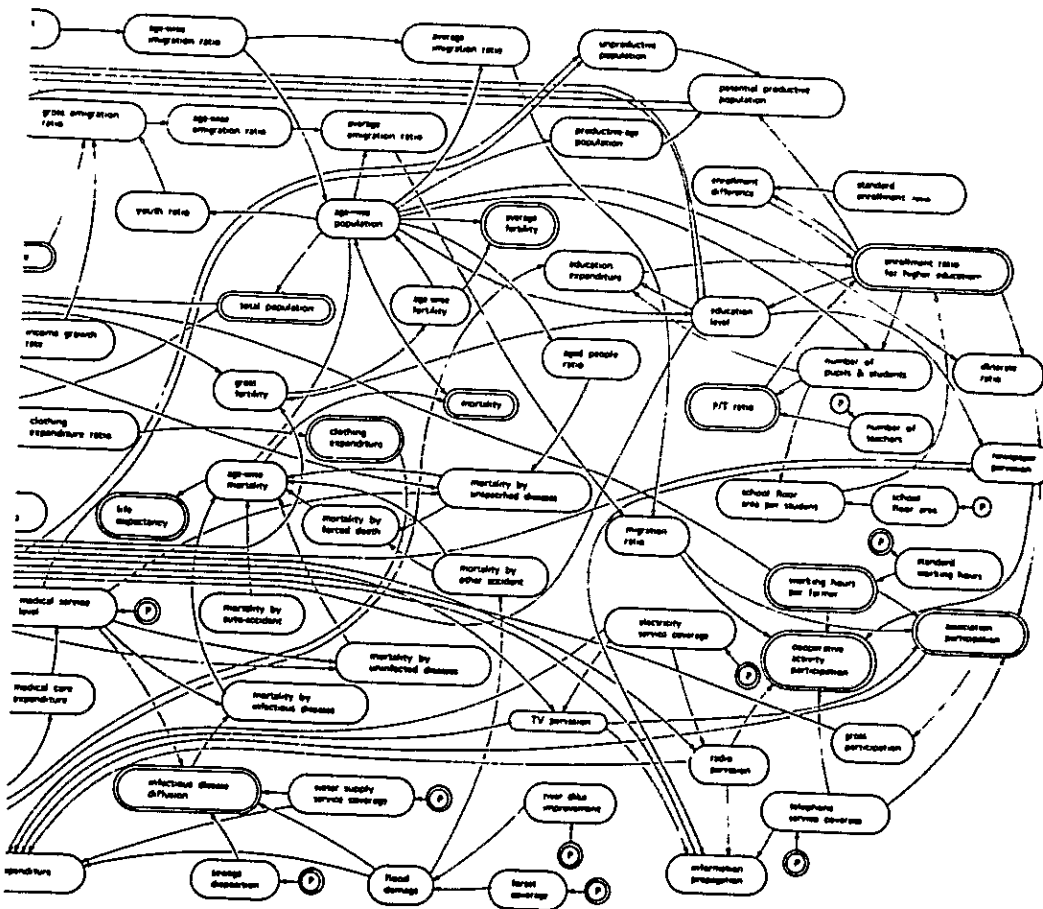 age-wise
imigration ratio
average
imigration ratio
unproductive
population
potential productive
population
gross emigration
ratio
age-wise
emigration ratio
average
emigration ratio
productive-age
population
enrollment
difference
standard
enrollment ratio
youth ratio
age-wise
population
average
fertility
education
expenditure
enrollment ratio
for higher education
total population
age-wise
fertility
education
level
income growth
rate
aged people
ratio
number of
pupils & students
illiterate
ratio
gross
fertility
mortality
P/T ratio
P
number of
teachers
clothing
expenditure ratio
clothing
expenditure
newspaper
pervasion
age-wise
mortality
mortality by
unspecified diseases
school floor
area per student
school
floor area
P
life
expectancy
mortality by
forced death
migration
ratio
P
standard
working hours
mortality by
other accident
working hours
per farmer
medical service
level
P
mortality by
auto-accident
electricity
service coverage
association
participation
cooperative
activity
participation
mortality by
uninfected diseases
P
medical care
expenditure
mortality by
infectious diseases
TV pervasion
gross
participation
radio
pervasion
infectious disease
diffusion
water supply
service coverage
P
river dike
improvement
telephone
service coverage
P
P
penditure
sewage
disposition
P
flood
damage
forest
coverage
P
information
propagation